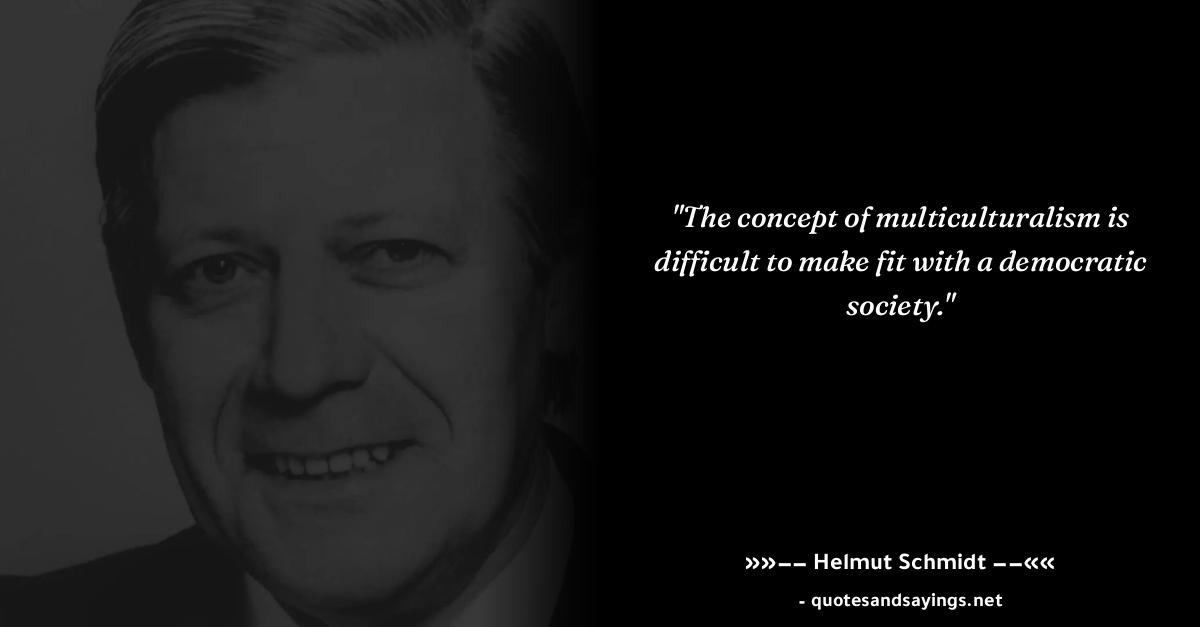 "The concept of multiculturalism is
difficult to make fit with a democratic
society."
»»−− Helmut Schmidt −−««
- quotesandsayings.net